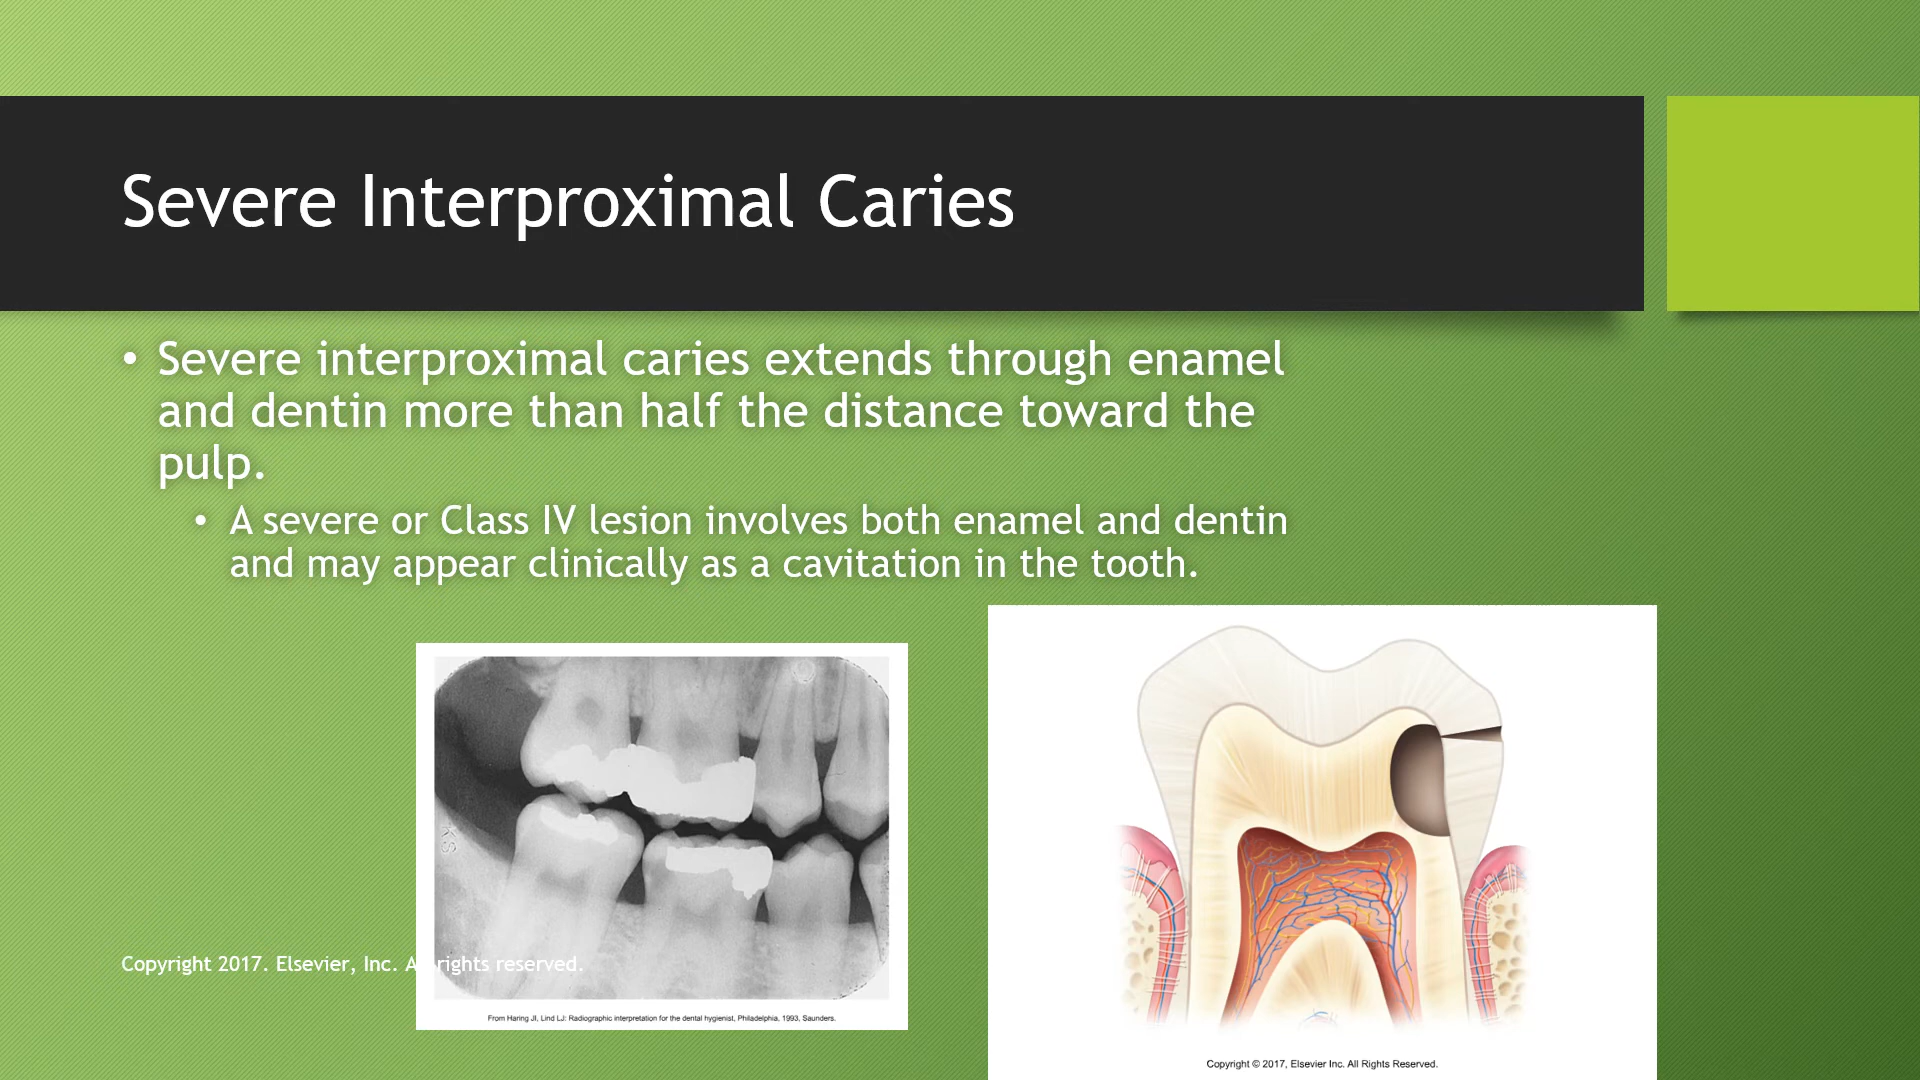 Severe Interproximal Caries
• Severe interproximal caries extends through enamel
and dentin more than half the distance toward the
pulp.
• A severe or Class IV lesion involves both enamel and dentin
and may appear clinically as a cavitation in the tooth.
Copyright 2017. Elsevier, Inc. All rights reserved.
From Haring JI, Lind LJ: Radiographic interpretation for the dental hygienist, Philadelphia, 1993, Saunders.
Copyright © 2017, Elsevier Inc. All Rights Reserved.